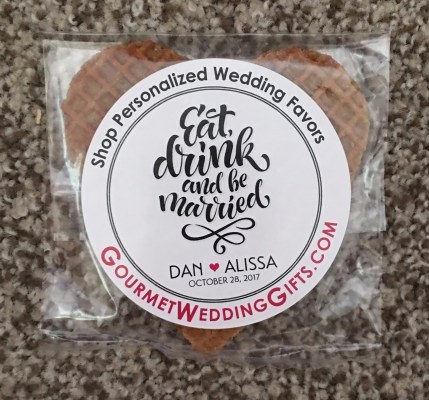 Shop Personalized Wedding Favors
Eat,
drink
and be
married
DAN ♥ ALISSA
OCTOBER 28, 2017
GOURMETWEDDINGGIFTS.COM